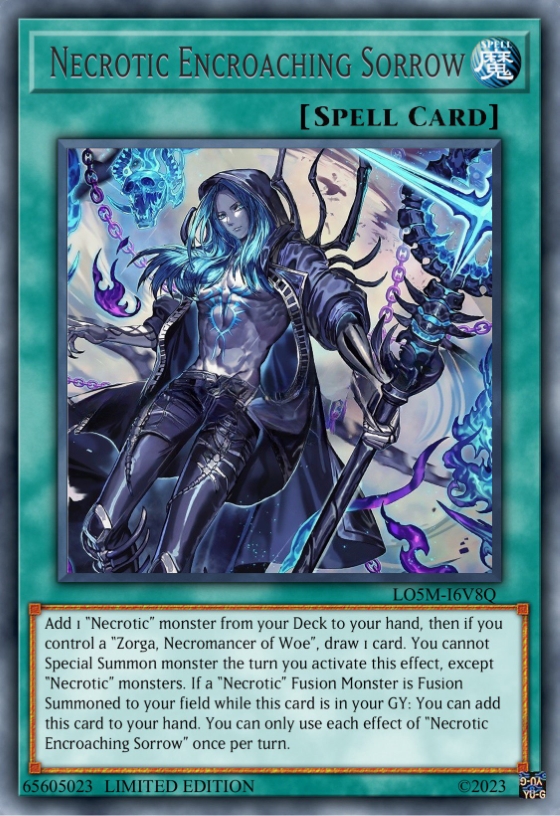 NECROTIC ENCROACHING SORROW
SPELL
魔
[SPELL CARD]
LO5M-I6V8Q
Add 1 "Necrotic" monster from your Deck to your hand, then if you
control a "Zorga, Necromancer of Woe", draw 1 card. You cannot
Special Summon monster the turn you activate this effect, except
"Necrotic" monsters. If a "Necrotic" Fusion Monster is Fusion
Summoned to your field while this card is in your GY: You can add
this card to your hand. You can only use each effect of "Necrotic
Encroaching Sorrow" once per turn.
65605023 LIMITED EDITION ©2023
YU-G